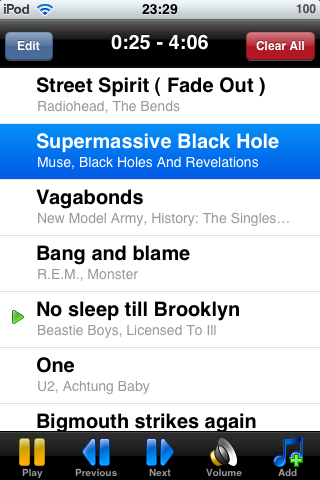 iPod 23:29 100
Edit 0:25 - 4:06 Clear All
Street Spirit ( Fade Out )
Radiohead, The Bends
Supermassive Black Hole
Muse, Black Holes And Revelations
Vagabonds
New Model Army, History: The Singles...
Bang and blame
R.E.M., Monster
No sleep till Brooklyn
Beastie Boys, Licensed To Ill
One
U2, Achtung Baby
Bigmouth strikes again
Play Previous Next Volume Add